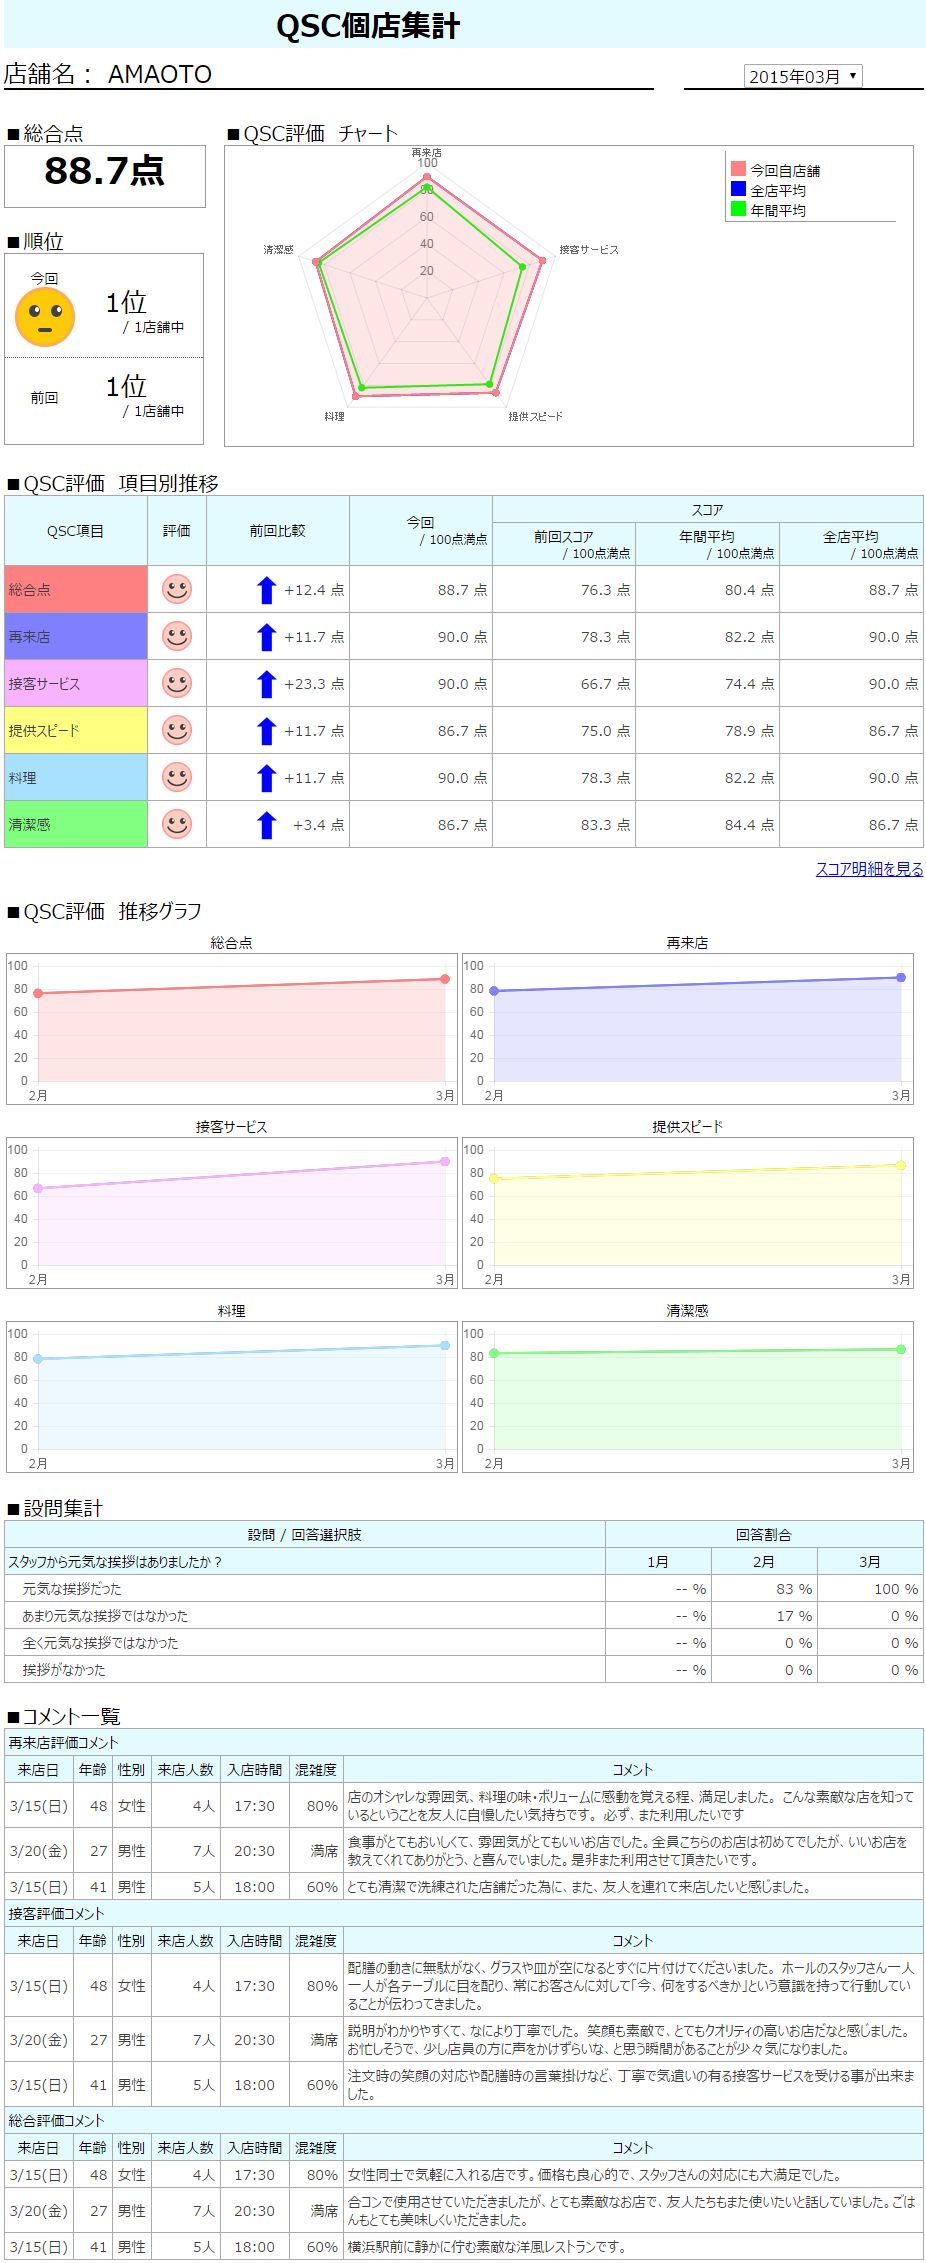 QSC個店集計
店舗名： AMAOTO
2015年03月
■総合点
88.7点
■QSC評価 チャート
再来店
100
80
60
40
20
接客サービス
提供スピード
料理
清潔感
今回自店舗
全店平均
年間平均
■順位
今回
1位
/ 1店舗中
前回
1位
/ 1店舗中
■QSC評価 項目別推移
QSC項目 評価 前回比較 今回 / 100点満点 スコア
前回スコア / 100点満点 年間平均 / 100点満点 全店平均 / 100点満点
総合点 +12.4 点 88.7 点 76.3 点 80.4 点 88.7 点
再来店 +11.7 点 90.0 点 78.3 点 82.2 点 90.0 点
接客サービス +23.3 点 90.0 点 66.7 点 74.4 点 90.0 点
提供スピード +11.7 点 86.7 点 75.0 点 78.9 点 86.7 点
料理 +11.7 点 90.0 点 78.3 点 82.2 点 90.0 点
清潔感 +3.4 点 86.7 点 83.3 点 84.4 点 86.7 点
スコア明細を見る
■QSC評価 推移グラフ
総合点
100
80
60
40
20
0
2月 3月
再来店
100
80
60
40
20
0
2月 3月
接客サービス
100
80
60
40
20
0
2月 3月
提供スピード
100
80
60
40
20
0
2月 3月
料理
100
80
60
40
20
0
2月 3月
清潔感
100
80
60
40
20
0
2月 3月
■設問集計
設問 / 回答選択肢 回答割合
スタッフから元気な挨拶はありましたか？ 1月 2月 3月
元気な挨拶だった -- % 83 % 100 %
あまり元気な挨拶ではなかった -- % 17 % 0 %
全く元気な挨拶ではなかった -- % 0 % 0 %
挨拶がなかった -- % 0 % 0 %
■コメント一覧
再来店評価コメント
来店日 年齢 性別 来店人数 入店時間 混雑度 コメント
3/15(日) 48 女性 4人 17:30 80% 店のオシャレな雰囲気、料理の味・ボリュームに感動を覚える程、満足しました。 こんな素敵な店を知って
いるということを友人に自慢したい気持ちです。 必ず、また利用したいです
3/20(金) 27 男性 7人 20:30 満席 食事がとてもおいしくて、雰囲気がとてもいいお店でした。全員こちらのお店は初めてでしたが、いいお店を
教えてくれてありがとう、と喜んでいました。是非また利用させて頂きたいです。
3/15(日) 41 男性 5人 18:00 60% とても清潔で洗練された店舗だった為に、また、友人を連れて来店したいと感じました。
接客評価コメント
来店日 年齢 性別 来店人数 入店時間 混雑度 コメント
3/15(日) 48 女性 4人 17:30 80% 配膳の動きに無駄がなく、グラスや皿が空になるとすぐに片付けてくださいました。 ホールのスタッフさん一人
一人が各テーブルに目を配り、常にお客さんに対して「今、何をするべきか」という意識を持って行動してい
ることが伝わってきました。
3/20(金) 27 男性 7人 20:30 満席 説明がわかりやすくて、なにより丁寧でした。 笑顔も素敵で、とてもクオリティの高いお店だなと感じました。
お忙しそうで、少し店員の方に声をかけずらいな、と思う瞬間があることが少々気になりました。
3/15(日) 41 男性 5人 18:00 60% 注文時の笑顔の対応や配膳時の言葉掛けなど、丁寧で気遣いの有る接客サービスを受ける事が出来ま
した。
総合評価コメント
来店日 年齢 性別 来店人数 入店時間 混雑度 コメント
3/15(日) 48 女性 4人 17:30 80% 女性同士で気軽に入れる店です。価格も良心的で、スタッフさんの対応にも大満足でした。
3/20(金) 27 男性 7人 20:30 満席 合コンで使用させていただきましたが、とても素敵なお店で、友人たちもまた使いたいと話していました。ごは
んもとても美味しくいただきました。
3/15(日) 41 男性 5人 18:00 60% 横浜駅前に静かに佇む素敵な洋風レストランです。